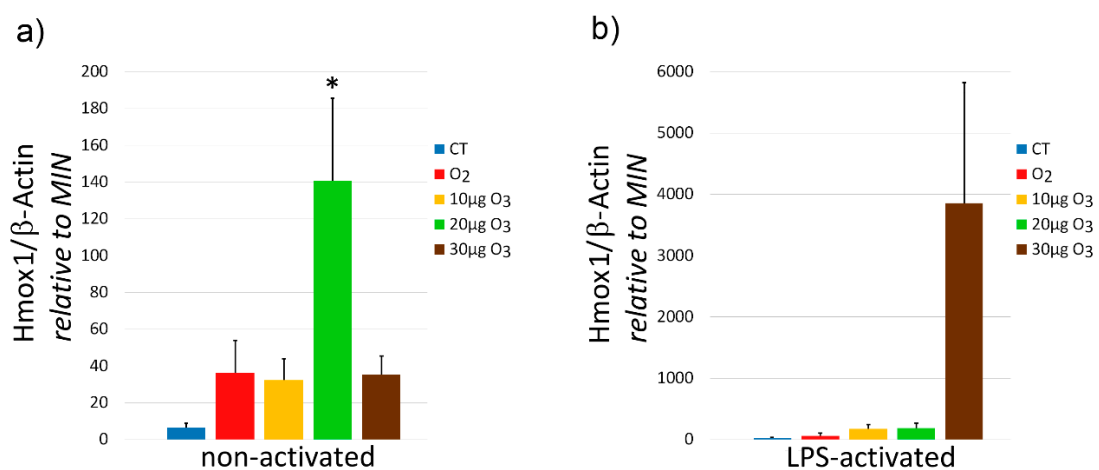 a)
Hmox1/β-Actin
relative to MIN
200
180
160
140
120
100
80
60
40
20
0
*
non-activated
CT
O2
10µg O3
20µg O3
30µg O3
b)
Hmox1/β-Actin
relative to MIN
6000
5000
4000
3000
2000
1000
0
LPS-activated
CT
O2
10µg O3
20µg O3
30µg O3